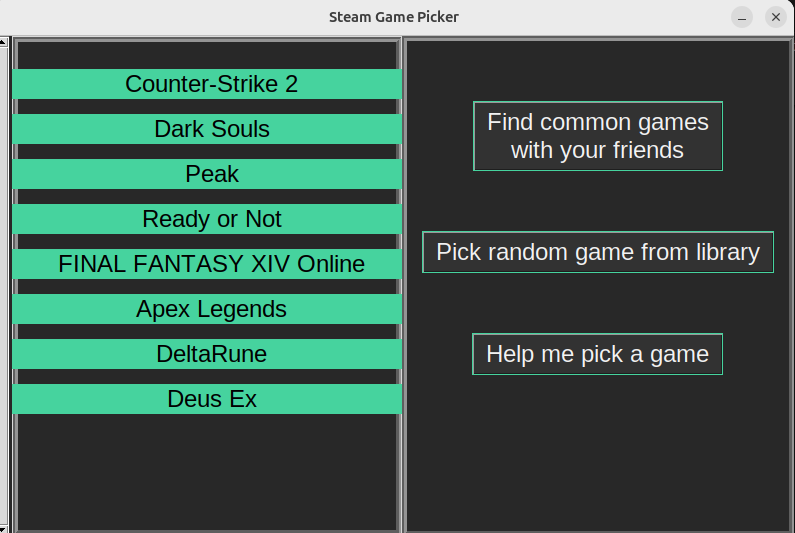 Steam Game Picker
Counter-Strike 2
Dark Souls
Peak
Ready or Not
FINAL FANTASY XIV Online
Apex Legends
DeltaRune
Deus Ex
Find common games
with your friends
Pick random game from library
Help me pick a game